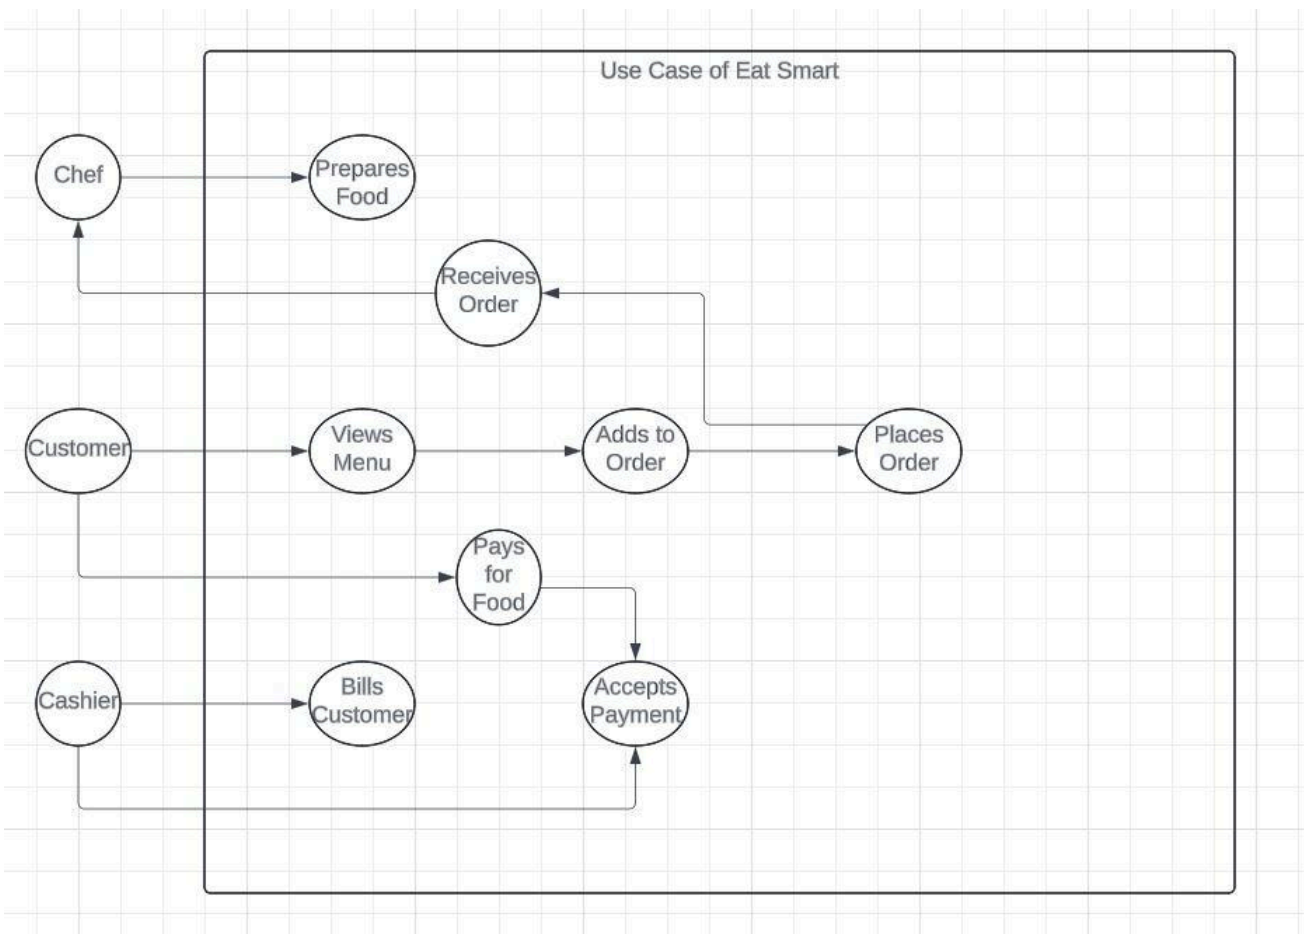 Use Case of Eat Smart
Chef
Prepares
Food
Receives
Order
Customer
Views
Menu
Adds to
Order
Places
Order
Pays
for
Food
Cashier
Bills
Customer
Accepts
Payment